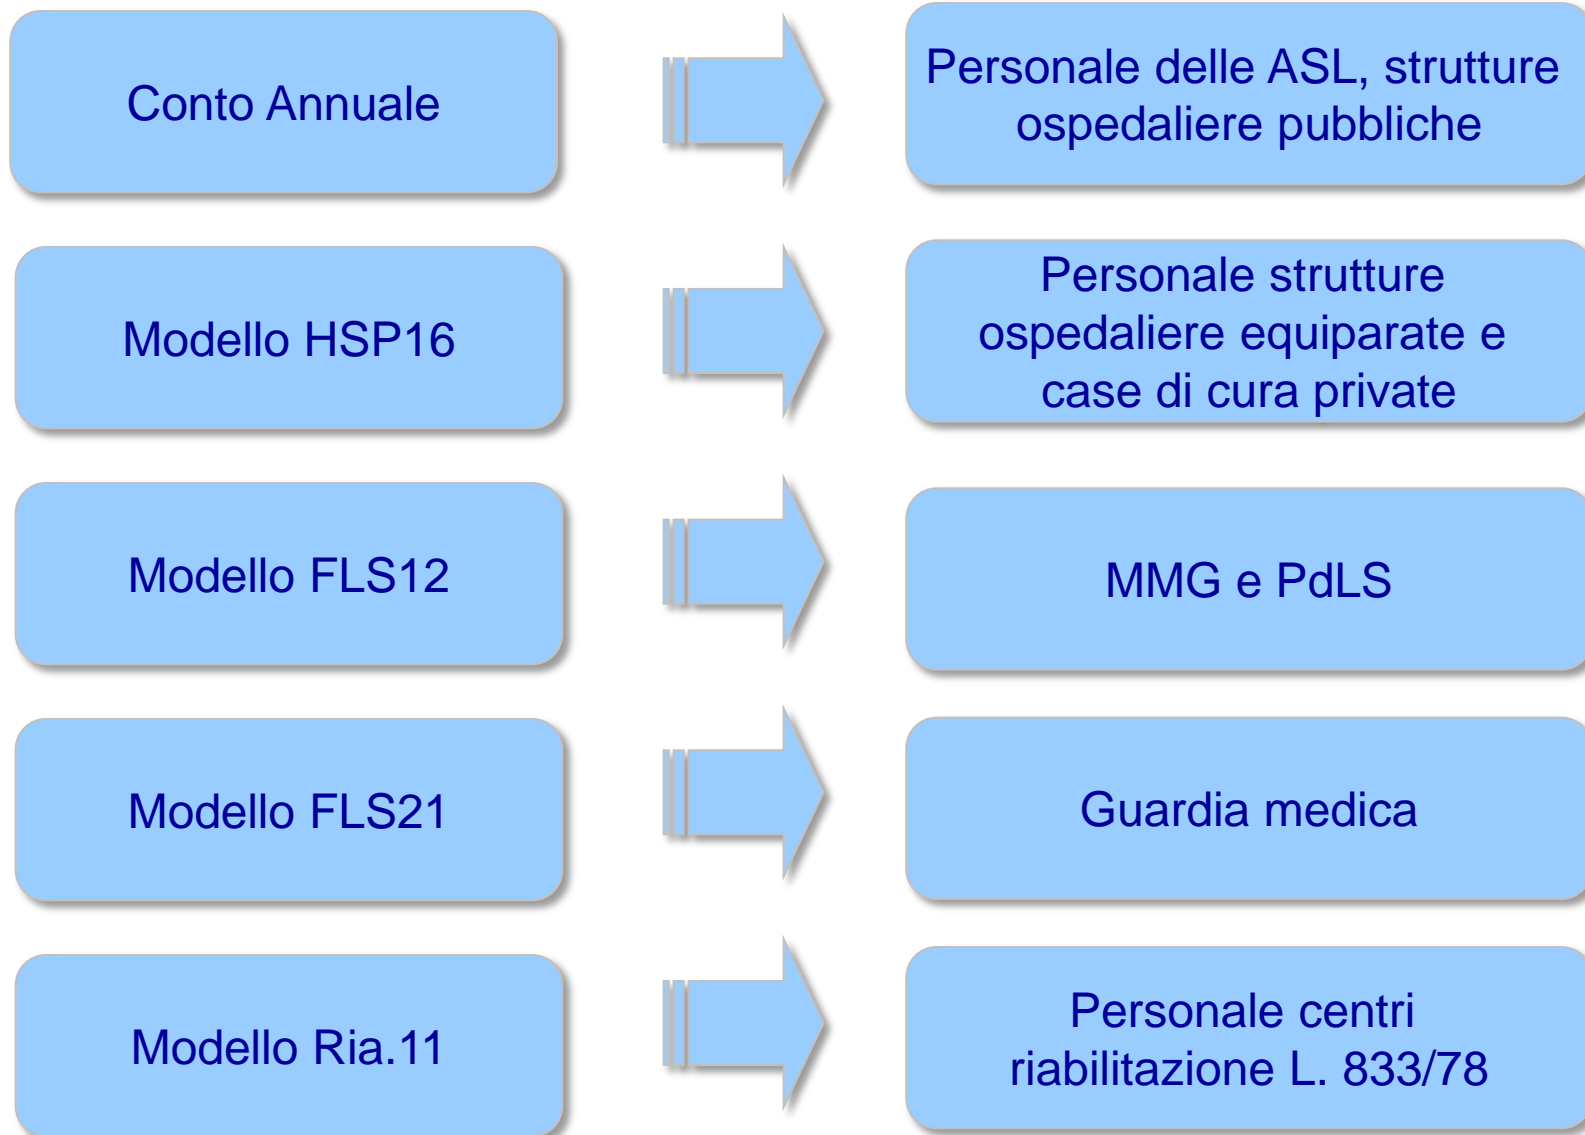 Conto Annuale
Personale delle ASL, strutture
ospedaliere pubbliche
Modello HSP16
Personale strutture
ospedaliere equiparate e
case di cura private
Modello FLS12
MMG e PdLS
Modello FLS21
Guardia medica
Modello Ria.11
Personale centri
riabilitazione L. 833/78